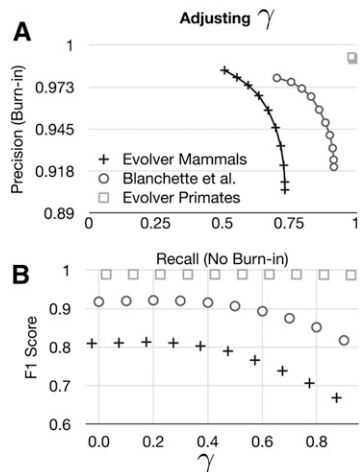 Adjusting γ
A
Precision (Burn-in)
1
0.973
0.945
0.918
0.89
Evolver Mammals
Blanchette et al.
Evolver Primates
0 0.25 0.5 0.75 1
Recall (No Burn-in)
B
F1 Score
1
0.9
0.8
0.7
0.6
0.0 0.2 0.4 0.6 0.8
γ